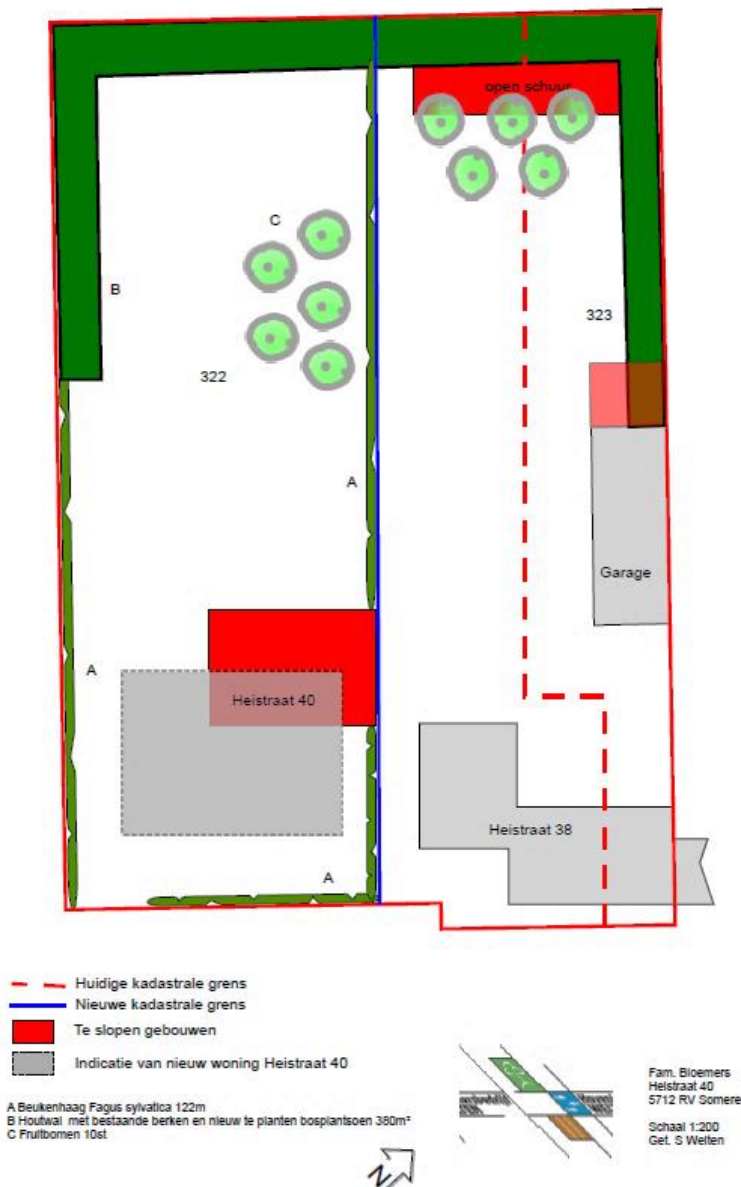 open schuur
C
B
323
322
A
Garage
A
Heistraat 40
Heistraat 38
A
Huidige kadastrale grens
Nieuwe kadastrale grens
Te slopen gebouwen
Indicatie van nieuw woning Heistraat 40
A Beukenhaag Fagus sylvatica 122m
B Houtwal met bestaande berken en nieuw te planten bosplantsoen 380m²
C Fruitbomen 10st
Fam. Bloemers
Heistraat 40
5712 RV Somere
Schaal 1:200
Get. S Welten
N